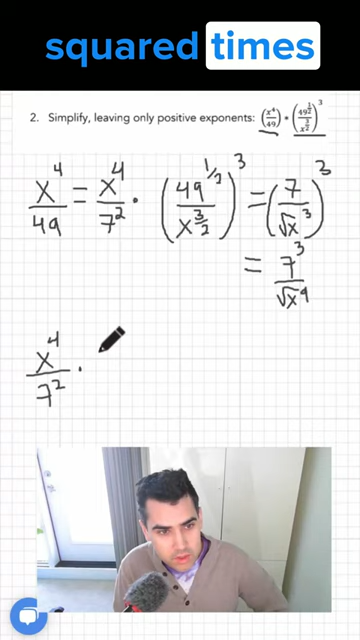 squared times
2. Simplify, leaving only positive exponents: (x⁴/49) • (49^(1/2)/x^(3/2))³
x⁴/49 = x⁴/7² · (49^(1/2)/x^(3/2))³ = (7/√x³)³
= 7³/√x⁹
x⁴/7² ·